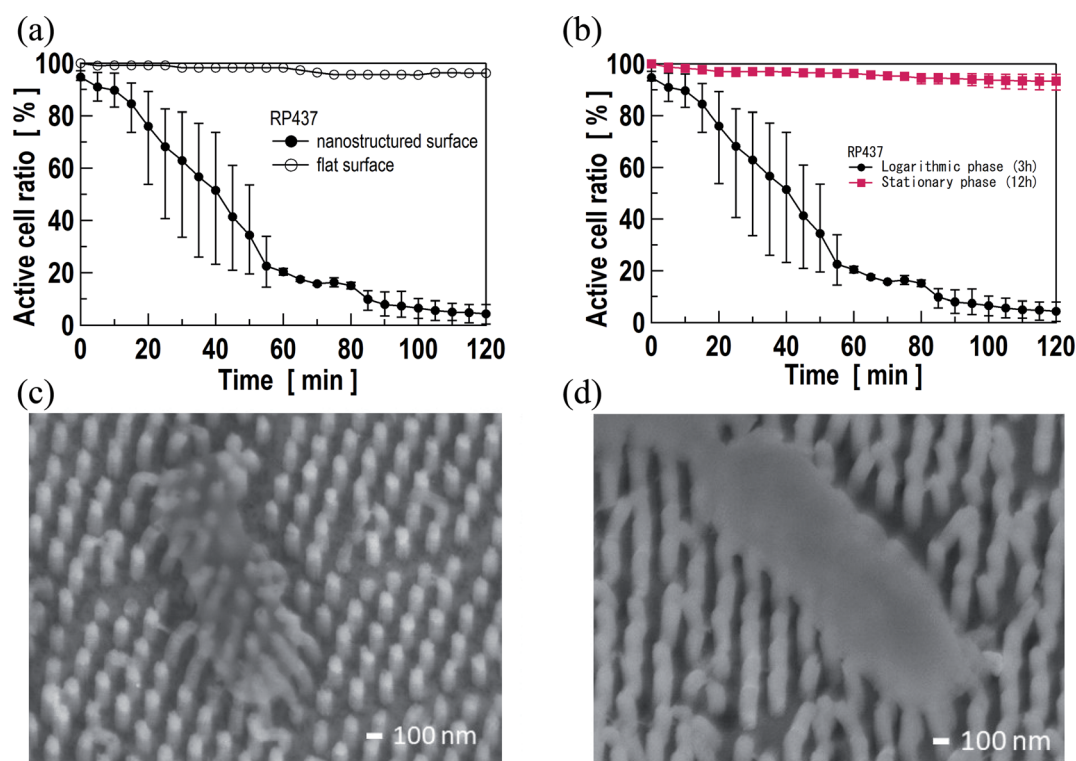 (a)
100
80
60
40
20
0
Active cell ratio [ % ]
RP437
nanostructured surface
flat surface
0 20 40 60 80 100 120
Time [ min ]
(b)
100
80
60
40
20
0
Active cell ratio [ % ]
RP437
Logarithmic phase (3h)
Stationary phase (12h)
0 20 40 60 80 100 120
Time [ min ]
(c)
100 nm
(d)
100 nm